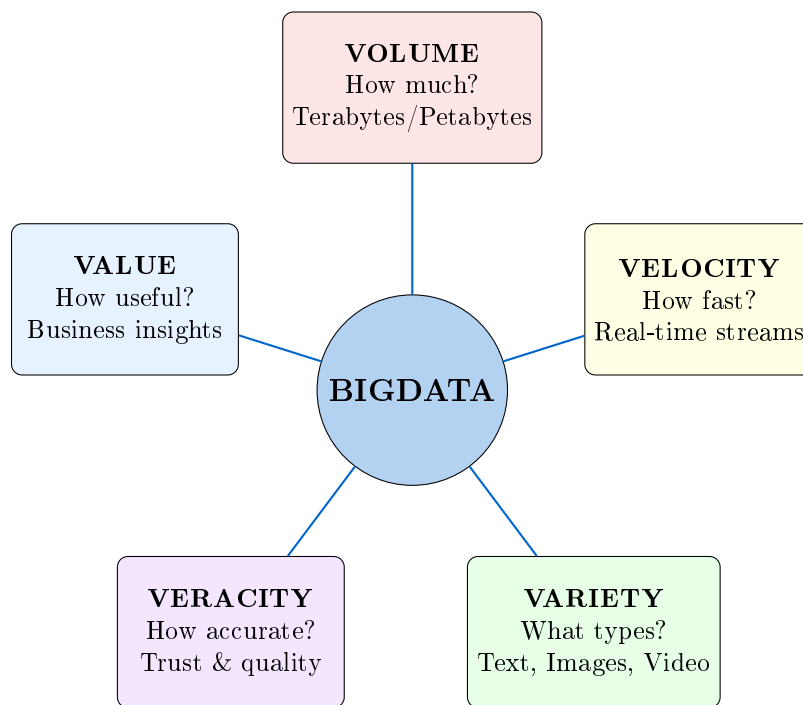 VOLUME
How much?
Terabytes/Petabytes
VALUE
How useful?
Business insights
VELOCITY
How fast?
Real-time streams
BIGDATA
VERACITY
How accurate?
Trust & quality
VARIETY
What types?
Text, Images, Video